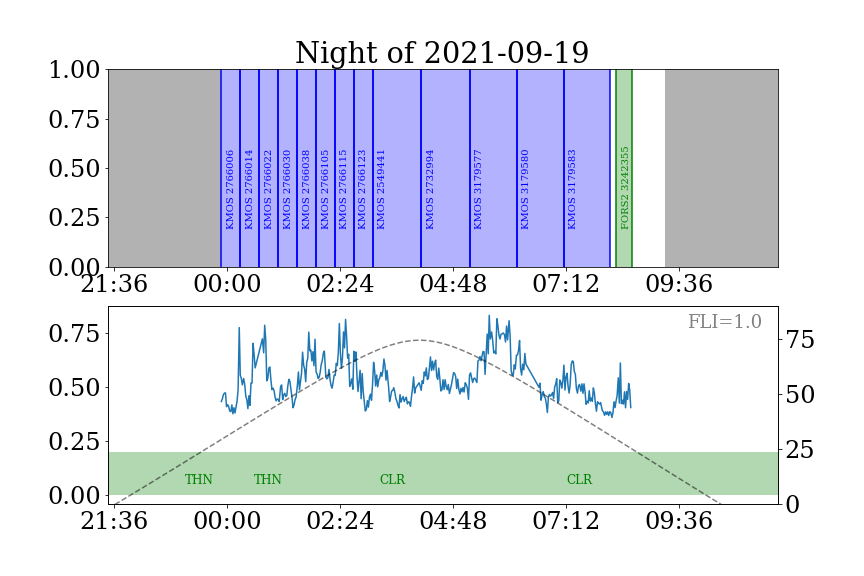 Night of 2021-09-19
1.00
0.75
0.50
0.25
0.00
KMOS 2766006
KMOS 2766014
KMOS 2766022
KMOS 2766030
KMOS 2766038
KMOS 2766105
KMOS 2766115
KMOS 2766123
KMOS 2549441
KMOS 2732994
KMOS 3179577
KMOS 3179580
KMOS 3179583
FORS2 3242355
21:36 00:00 02:24 04:48 07:12 09:36
FLI=1.0
0.75
0.50
0.25
0.00
75
50
25
0
THN THN CLR CLR
21:36 00:00 02:24 04:48 07:12 09:36